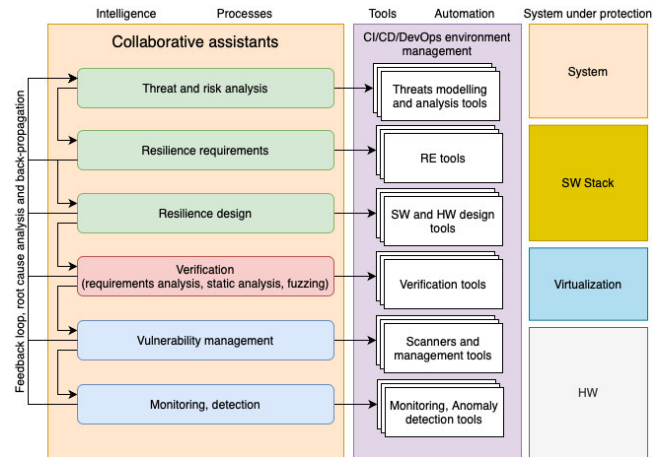 Intelligence
Processes
Tools
Automation
System under protection
Collaborative assistants
CI/CD/DevOps environment
management
System
Threat and risk analysis
Threats modelling
and analysis tools
Resilience requirements
RE tools
SW Stack
Resilience design
SW and HW design
tools
Verification
(requirements analysis, static analysis, fuzzing)
Verification tools
Virtualization
Vulnerability management
Scanners and
management tools
Monitoring, detection
Monitoring, Anomaly
detection tools
HW
Feedback loop, root cause analysis and back-propagation